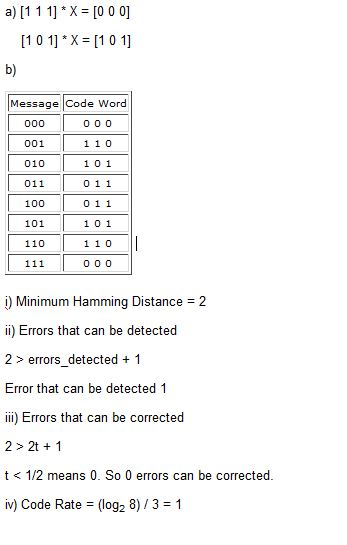 a) [1 1 1] * X = [0 0 0]
[1 0 1] * X = [1 0 1]
b)
Message Code Word
000 0 0 0
001 1 1 0
010 1 0 1
011 0 1 1
100 0 1 1
101 1 0 1
110 1 1 0
111 0 0 0
i) Minimum Hamming Distance = 2
ii) Errors that can be detected
2 > errors_detected + 1
Error that can be detected 1
iii) Errors that can be corrected
2 > 2t + 1
t < 1/2 means 0. So 0 errors can be corrected.
iv) Code Rate = (log₂ 8) / 3 = 1